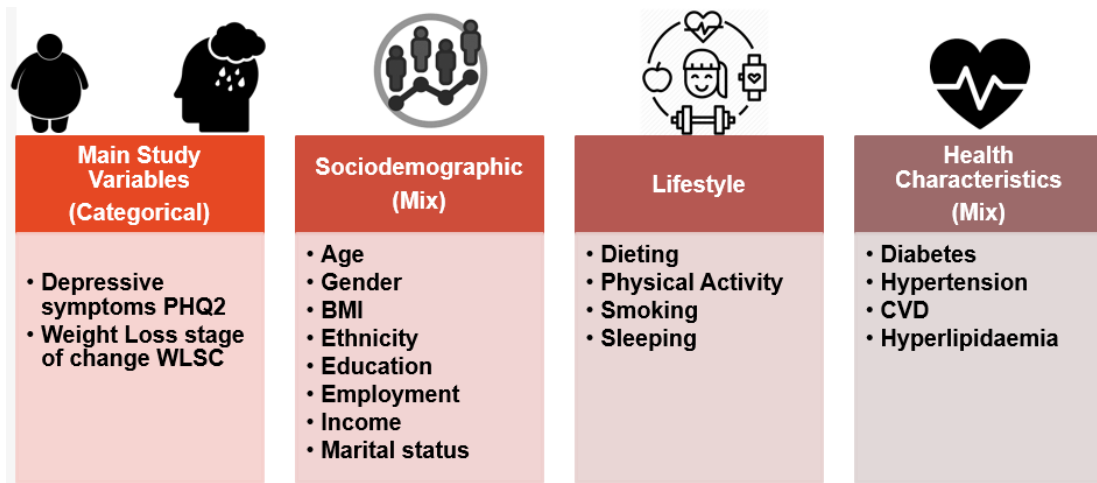 Main Study
Variables
(Categorical)
• Depressive
symptoms PHQ2
• Weight Loss stage
of change WLSC
Sociodemographic
(Mix)
• Age
• Gender
• BMI
• Ethnicity
• Education
• Employment
• Income
• Marital status
Lifestyle
• Dieting
• Physical Activity
• Smoking
• Sleeping
Health
Characteristics
(Mix)
• Diabetes
• Hypertension
• CVD
• Hyperlipidaemia